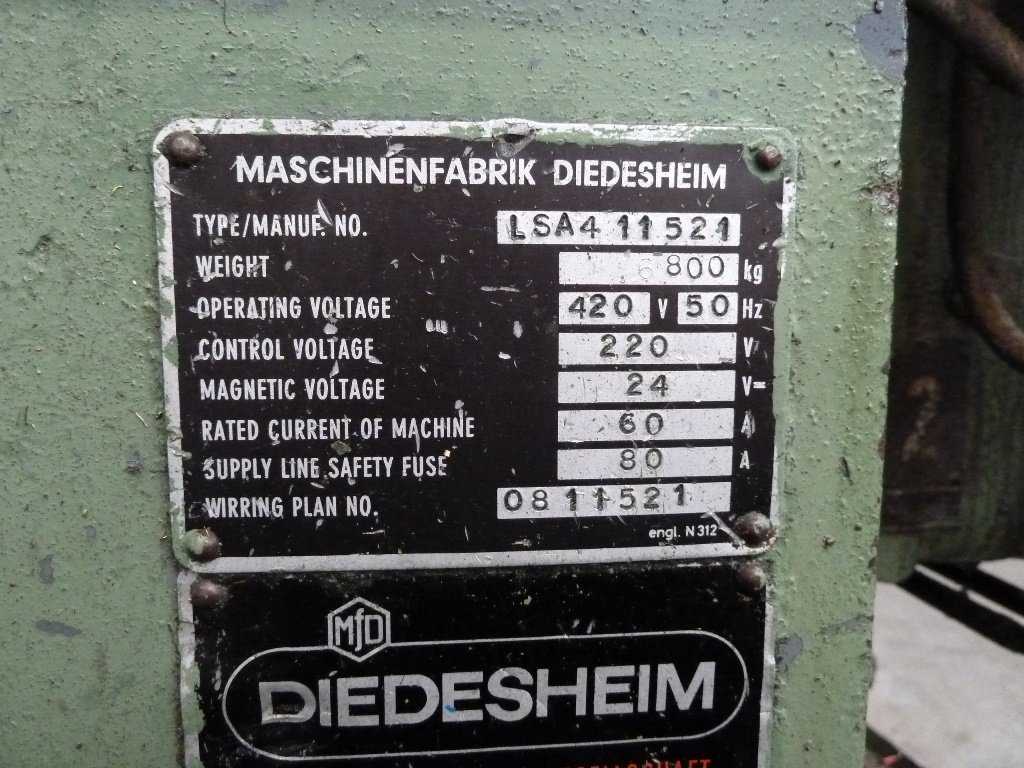 MASCHINENFABRIK DIEDESHEIM
TYPE/MANUF. NO. LSA4 11521
WEIGHT 6800 kg
OPERATING VOLTAGE 420 V 50 Hz
CONTROL VOLTAGE 220 V
MAGNETIC VOLTAGE 24 V=
RATED CURRENT OF MACHINE 60 A
SUPPLY LINE SAFETY FUSE 80 A
WIRRING PLAN NO. 0811521
engl. N 312
MfD
DIEDESHEIM